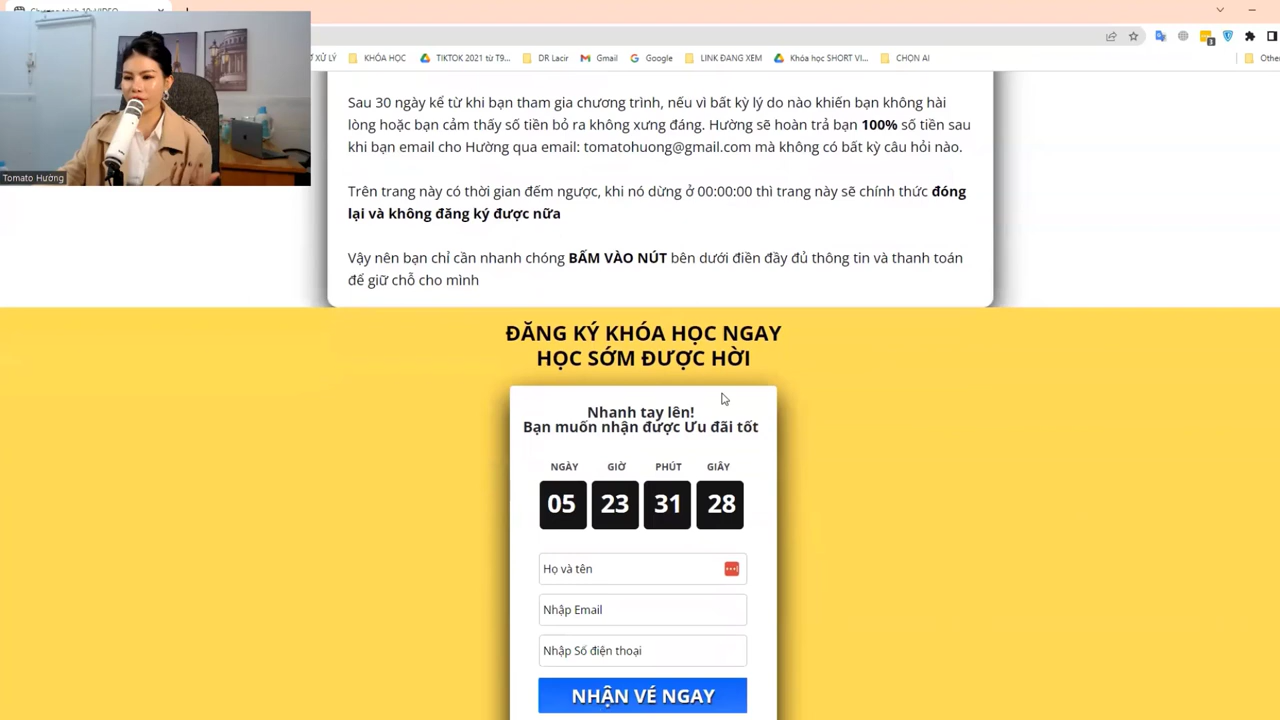 Ơ XỬ LÝ
KHÓA HỌC
TIKTOK 2021 từ T9...
DR Lacir
Gmail
Google
LINK ĐANG XEM
Khóa học SHORT VI...
CHỌN AI
Other
3
Tomato Hường
Sau 30 ngày kể từ khi bạn tham gia chương trình, nếu vì bất kỳ lý do nào khiến bạn không hài
lòng hoặc bạn cảm thấy số tiền bỏ ra không xưng đáng. Hường sẽ hoàn trả bạn 100% số tiền sau
khi bạn email cho Hường qua email: tomatohuong@gmail.com mà không có bất kỳ câu hỏi nào.
Trên trang này có thời gian đếm ngược, khi nó dừng ở 00:00:00 thì trang này sẽ chính thức đóng
lại và không đăng ký được nữa
Vậy nên bạn chỉ cần nhanh chóng BẤM VÀO NÚT bên dưới điền đầy đủ thông tin và thanh toán
để giữ chỗ cho mình
ĐĂNG KÝ KHÓA HỌC NGAY
HỌC SỚM ĐƯỢC HỜI
Nhanh tay lên!
Bạn muốn nhận được Ưu đãi tốt
NGÀY GIỜ PHÚT GIÂY
05 23 31 28
Họ và tên
Nhập Email
Nhập Số điện thoại
NHẬN VÉ NGAY